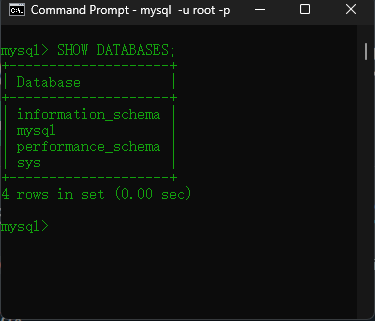 Command Prompt - mysql -u root -p
mysql> SHOW DATABASES;
+--------------------+
| Database           |
+--------------------+
| information_schema |
| mysql              |
| performance_schema |
| sys                |
+--------------------+
4 rows in set (0.00 sec)
mysql>